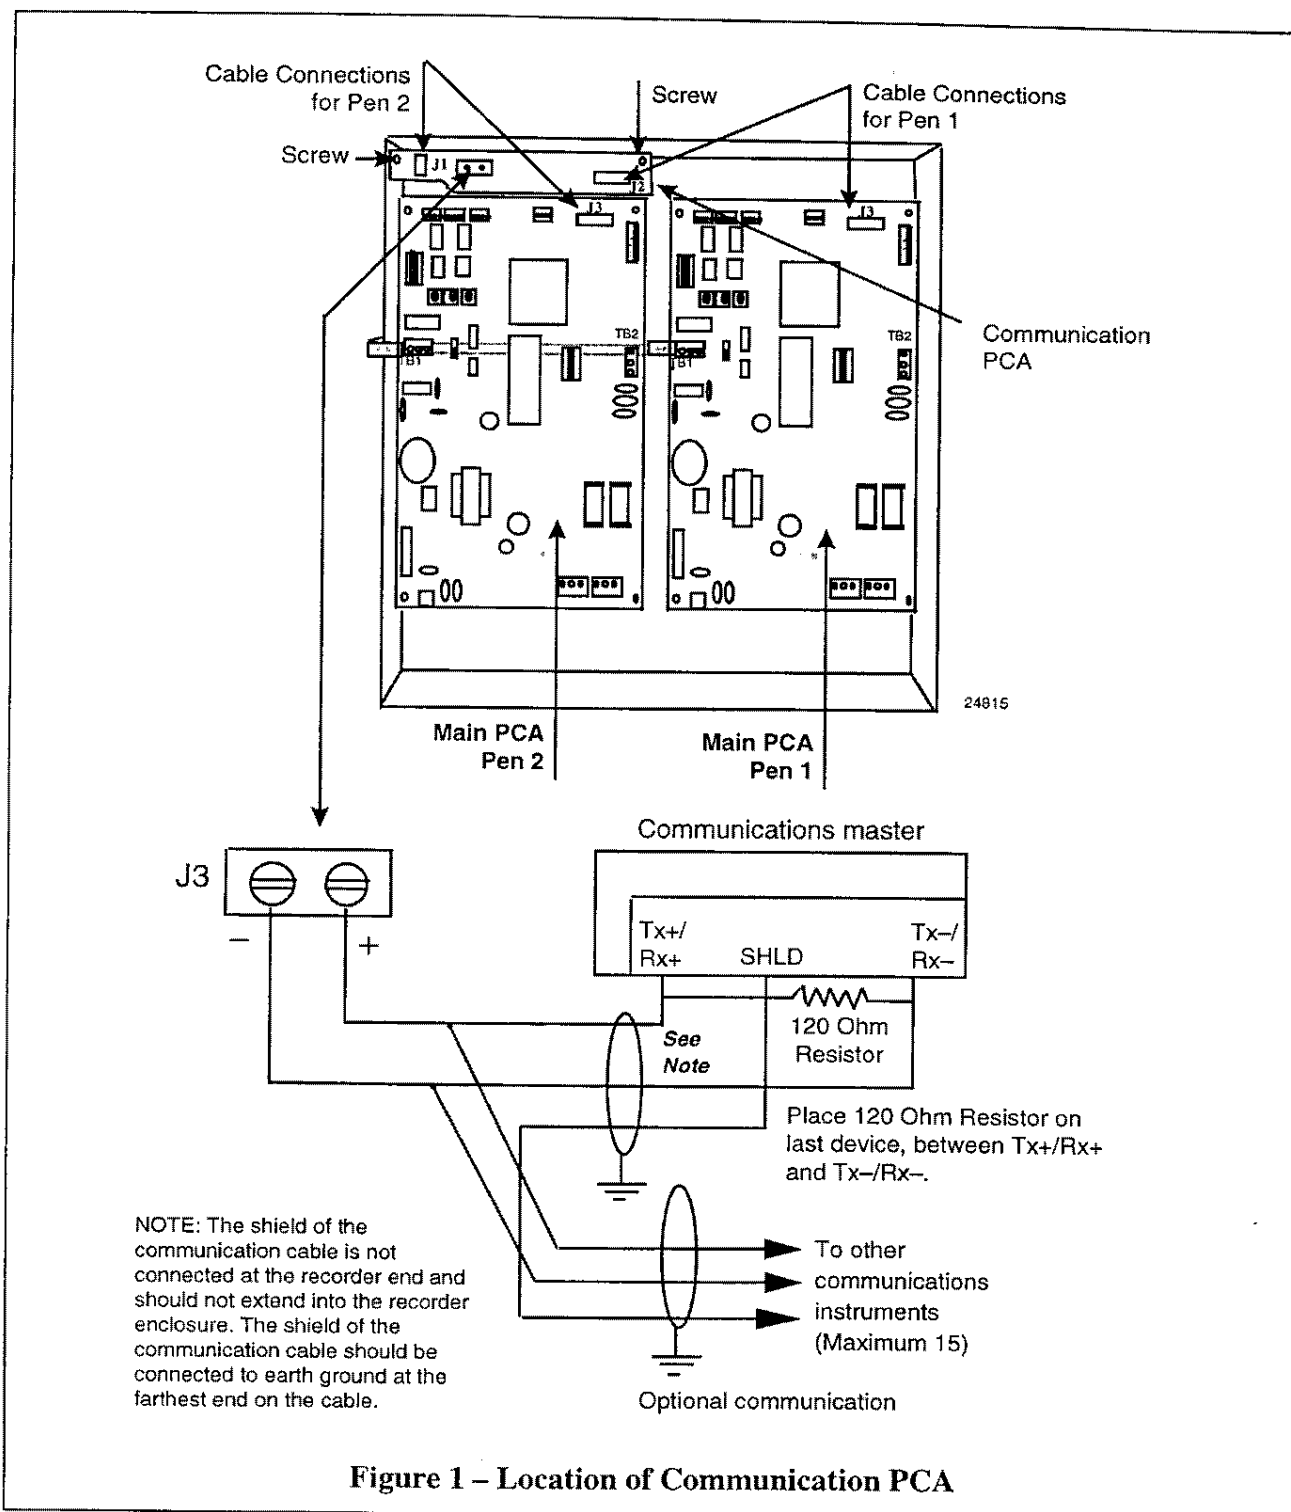 Cable Connections
for Pen 2
Screw
Cable Connections
for Pen 1
Screw
J1
J2
J3
J3
TB2
TB2
TB1
TB1
Communication
PCA
24815
Main PCA
Pen 2
Main PCA
Pen 1
Communications master
J3
Tx+/
Rx+
SHLD
Tx–/
Rx–
–
+
120 Ohm
Resistor
See
Note
Place 120 Ohm Resistor on
last device, between Tx+/Rx+
and Tx–/Rx–.
NOTE: The shield of the
communication cable is not
connected at the recorder end and
should not extend into the recorder
enclosure. The shield of the
communication cable should be
connected to earth ground at the
farthest end on the cable.
To other
communications
instruments
(Maximum 15)
Optional communication
Figure 1 – Location of Communication PCA